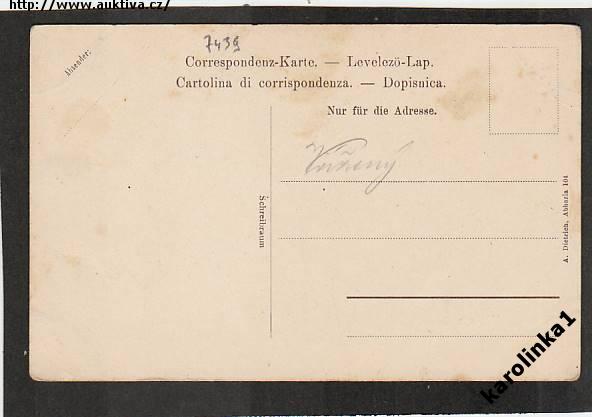 http://www.auktiva.cz/
7439
Absender:
Correspondenz-Karte. — Levelezö-Lap.
Cartolina di corrispondenza. — Dopisnica.
Nur für die Adresse.
Schreibraum
A. Dietrich, Abbazia 104
karolinka1